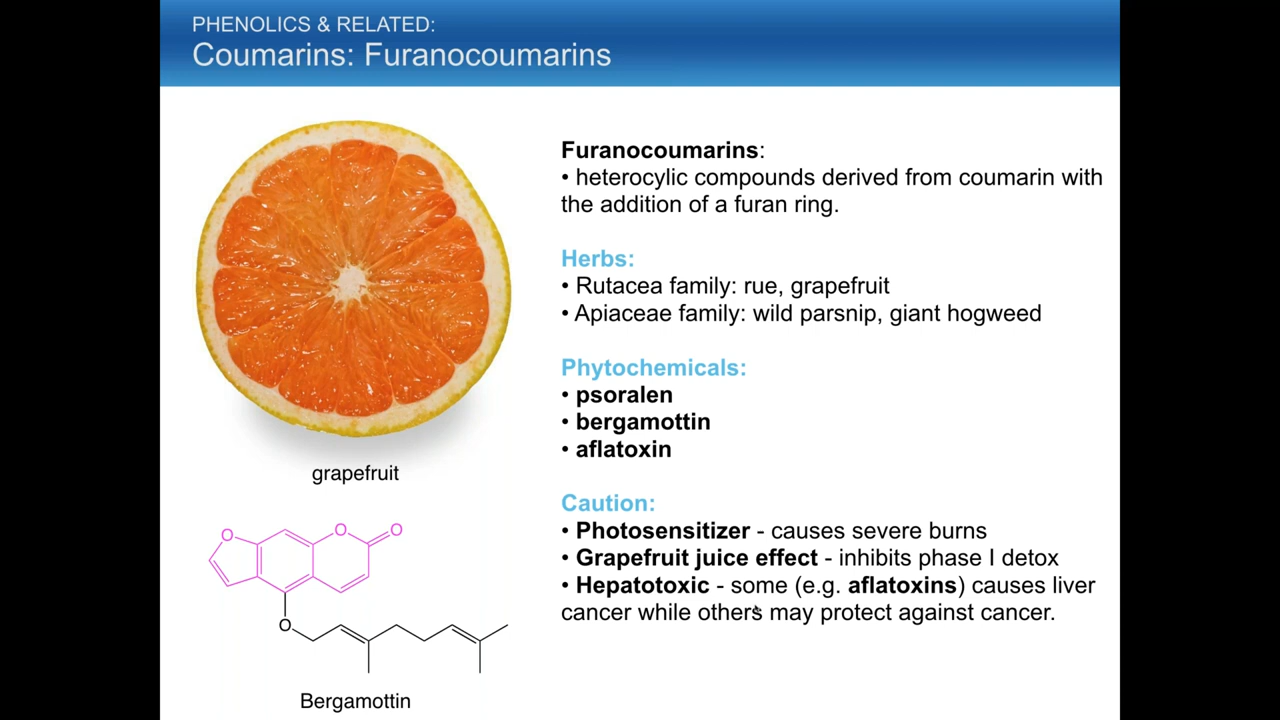 PHENOLICS & RELATED:
Coumarins: Furanocoumarins
Furanocoumarins:
• heterocylic compounds derived from coumarin with
the addition of a furan ring.
Herbs:
• Rutacea family: rue, grapefruit
• Apiaceae family: wild parsnip, giant hogweed
Phytochemicals:
• psoralen
• bergamottin
• aflatoxin
Caution:
• Photosensitizer - causes severe burns
• Grapefruit juice effect - inhibits phase I detox
• Hepatotoxic - some (e.g. aflatoxins) causes liver
cancer while others may protect against cancer.
grapefruit
O
O
O
O
Bergamottin